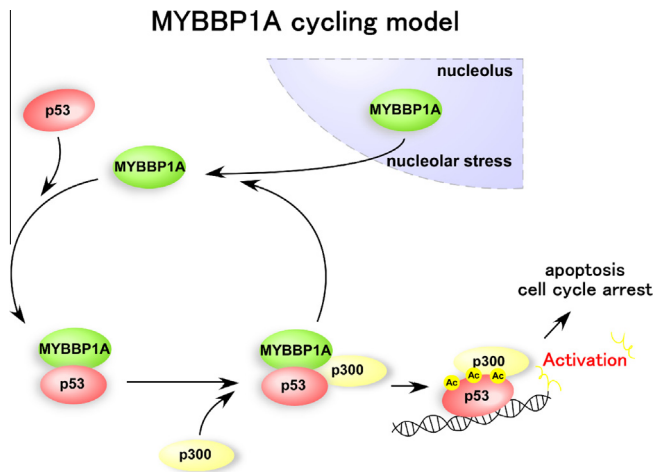 MYBBP1A cycling model
nucleolus
p53
MYBBP1A
MYBBP1A
nucleolar stress
apoptosis
cell cycle arrest
MYBBP1A
p53
MYBBP1A
p53
p300
p300
Activation
Ac
Ac
Ac
p53
p300